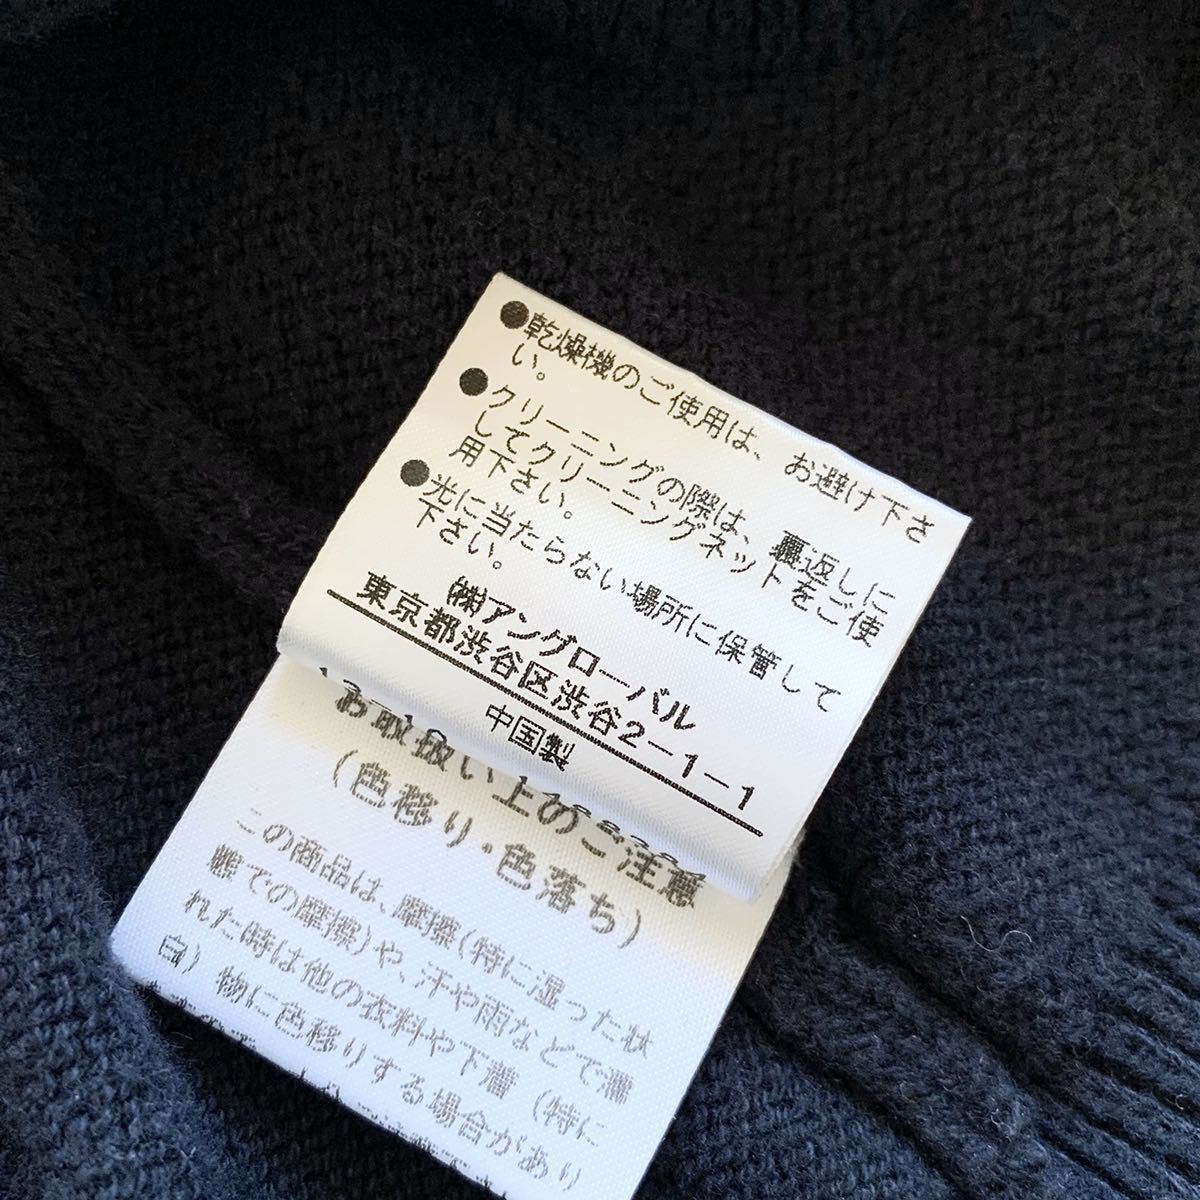 ●乾燥機のご使用は、お避け下さ
い。
●クリーニングの際は、裏返しに
してクリーニングネットをご使
用下さい。
●光に当たらない場所に保管して
下さい。
㈱アングローバル
東京都渋谷区渋谷2-1-1
中国製
お取扱い上のご注意
(色移り・色落ち)
この商品は、摩擦(特に湿った状
態での摩擦)や、汗や雨などで濡
れた時は他の衣料や下着(特に
白)物に色移りする場合があり